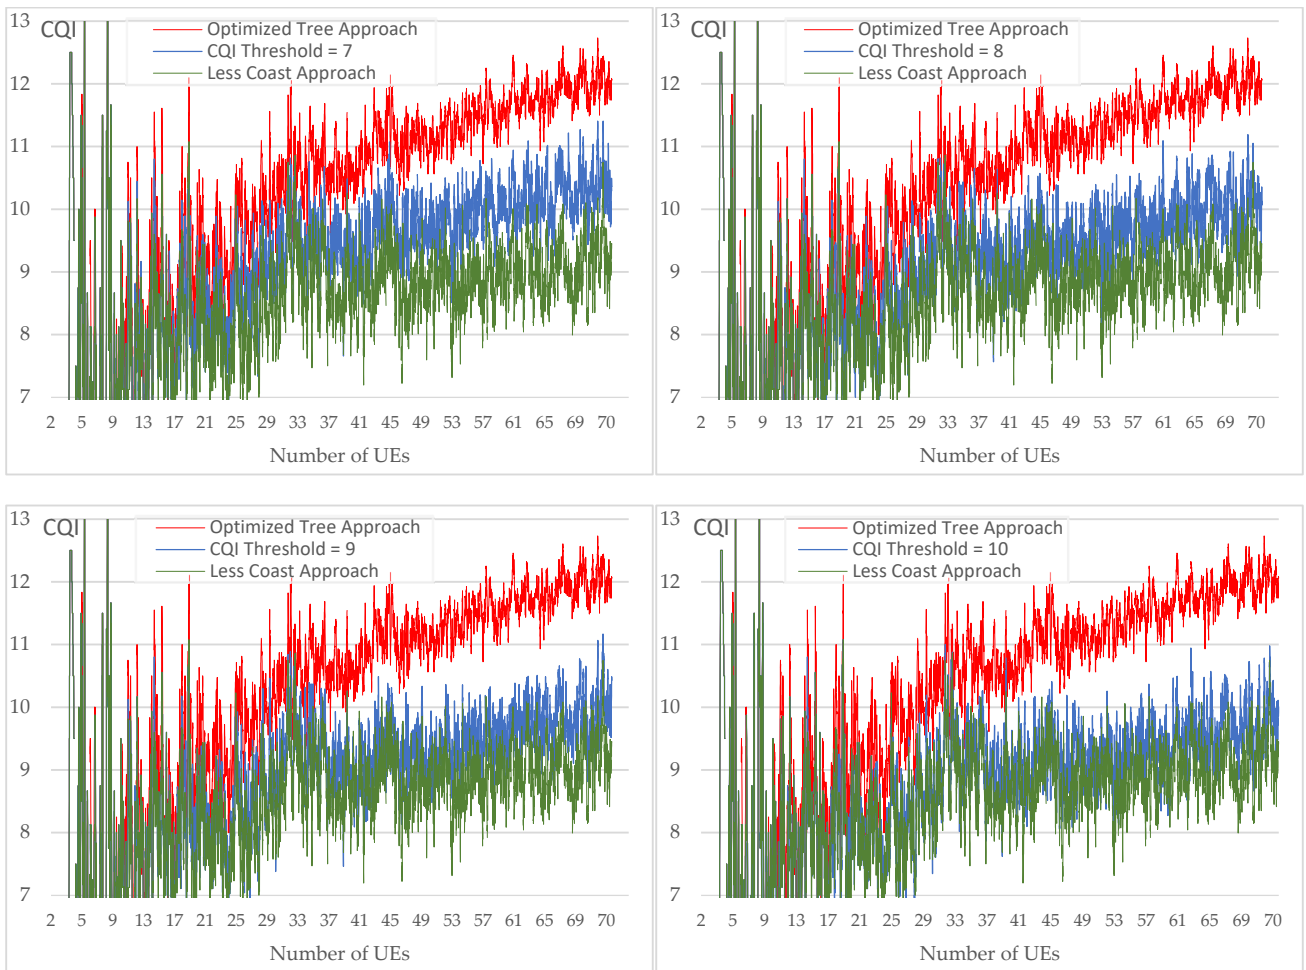 13
CQI
Optimized Tree Approach
CQI Threshold = 7
Less Coast Approach
12
11
10
9
8
7
2 5 9 13 17 21 25 29 33 37 41 45 49 53 57 61 65 69 70
Number of UEs
CQI
Optimized Tree Approach
CQI Threshold = 8
Less Coast Approach
13
12
11
10
9
8
7
2 5 9 13 17 21 25 29 33 37 41 45 49 53 57 61 65 69 70
Number of UEs
13
CQI
Optimized Tree Approach
CQI Threshold = 9
Less Coast Approach
12
11
10
9
8
7
2 5 9 13 17 21 25 29 33 37 41 45 49 53 57 61 65 69 70
Number of UEs
CQI
Optimized Tree Approach
CQI Threshold = 10
Less Coast Approach
13
12
11
10
9
8
7
2 5 9 13 17 21 25 29 33 37 41 45 49 53 57 61 69 70
Number of UEs